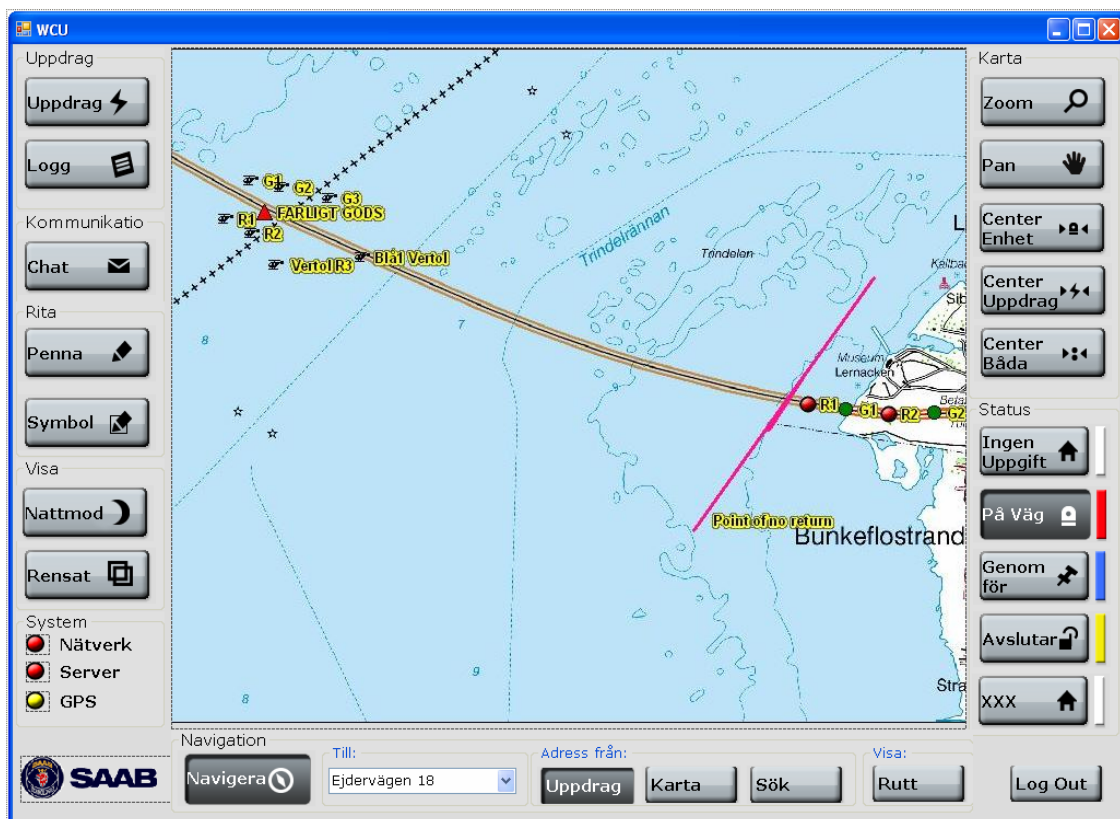 WCU
Uppdrag
Uppdrag
Logg
Kommunikatio
Chat
Rita
Penna
Symbol
Visa
Nattmod
Rensat
System
Nätverk
Server
GPS
SAAB
G1
G2
G3
R1
FARLIGT GODS
R2
Vertol R3
Blå1 Vertol
Trindelrännan
Trindelen
8
7
9
8
Museum
Lernacken
R1
G1
R2
G2
Point of no return
Bunkeflostrand
Stra
Karta
Zoom
Pan
Center
Enhet
Center
Uppdrag
Center
Båda
Status
Ingen
Uppgift
På Väg
Genom
för
Avslutar
XXX
Navigation
Navigera
Till:
Ejdervägen 18
Adress från:
Uppdrag
Karta
Sök
Visa:
Rutt
Log Out